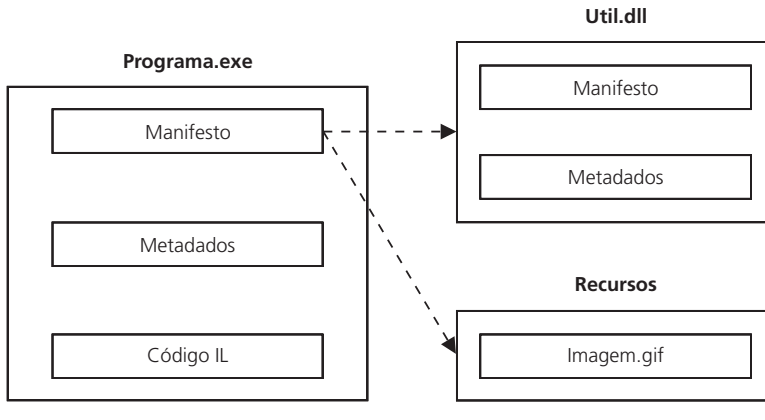 Programa.exe
Manifesto
Metadados
Código IL
Util.dll
Manifesto
Metadados
Recursos
Imagem.gif